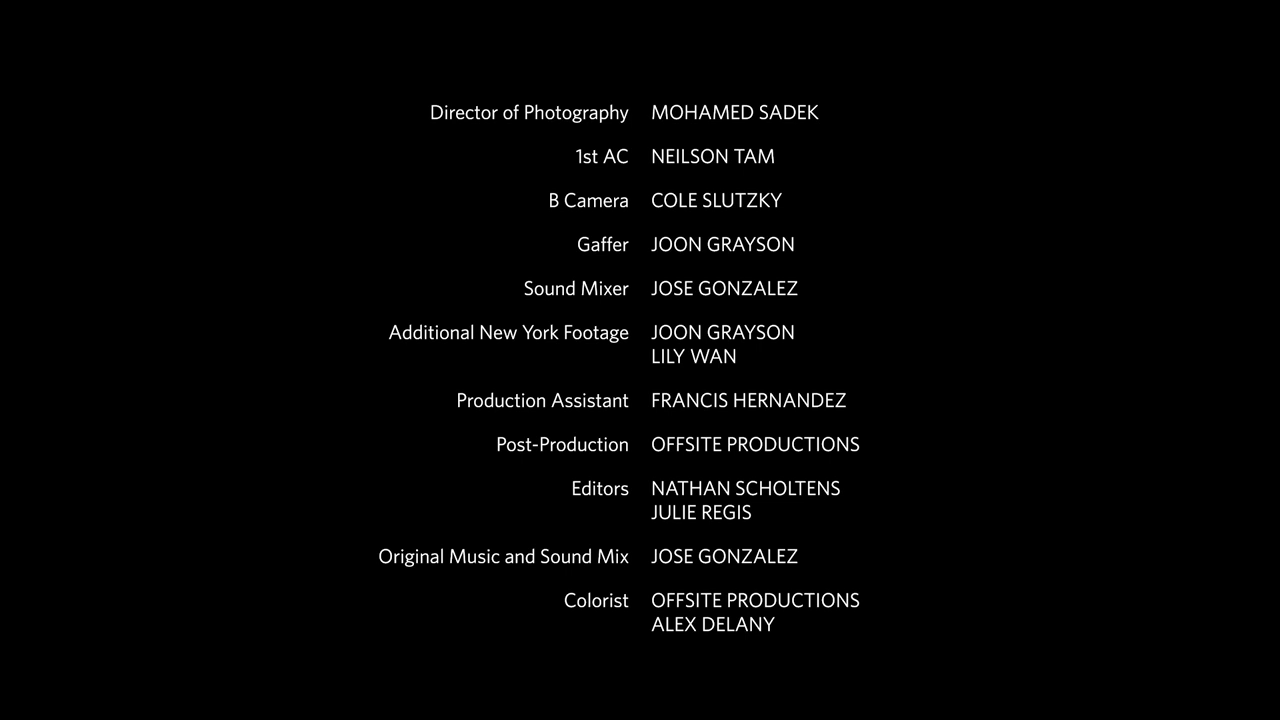 Director of Photography MOHAMED SADEK
1st AC NEILSON TAM
B Camera COLE SLUTZKY
Gaffer JOON GRAYSON
Sound Mixer JOSE GONZALEZ
Additional New York Footage JOON GRAYSON
LILY WAN
Production Assistant FRANCIS HERNANDEZ
Post-Production OFFSITE PRODUCTIONS
Editors NATHAN SCHOLTENS
JULIE REGIS
Original Music and Sound Mix JOSE GONZALEZ
Colorist OFFSITE PRODUCTIONS
ALEX DELANY